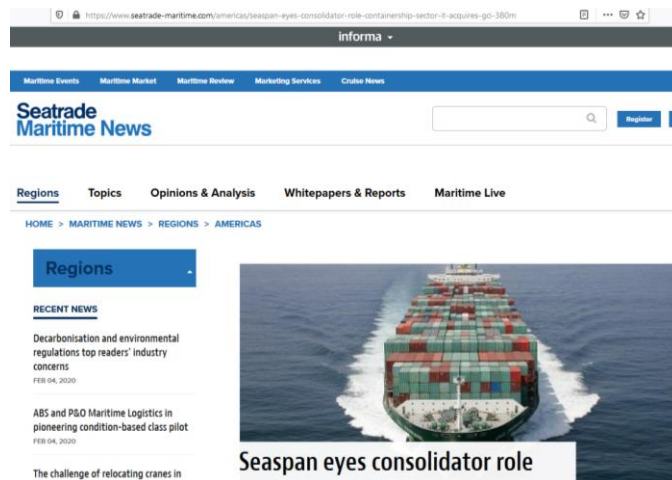 https://www.seatrade-maritime.com/americas/seaspan-eyes-consolidator-role-containership-sector-it-acquires-go-380m
informa
Maritime Events Maritime Market Maritime Review Marketing Services Cruise News
Seatrade
Maritime News
Register
Regions Topics Opinions & Analysis Whitepapers & Reports Maritime Live
HOME > MARITIME NEWS > REGIONS > AMERICAS
Regions
RECENT NEWS
Decarbonisation and environmental
regulations top readers' industry
concerns
FEB 04, 2020
ABS and P&O Maritime Logistics in
pioneering condition-based class pilot
FEB 04, 2020
The challenge of relocating cranes in
Seaspan eyes consolidator role